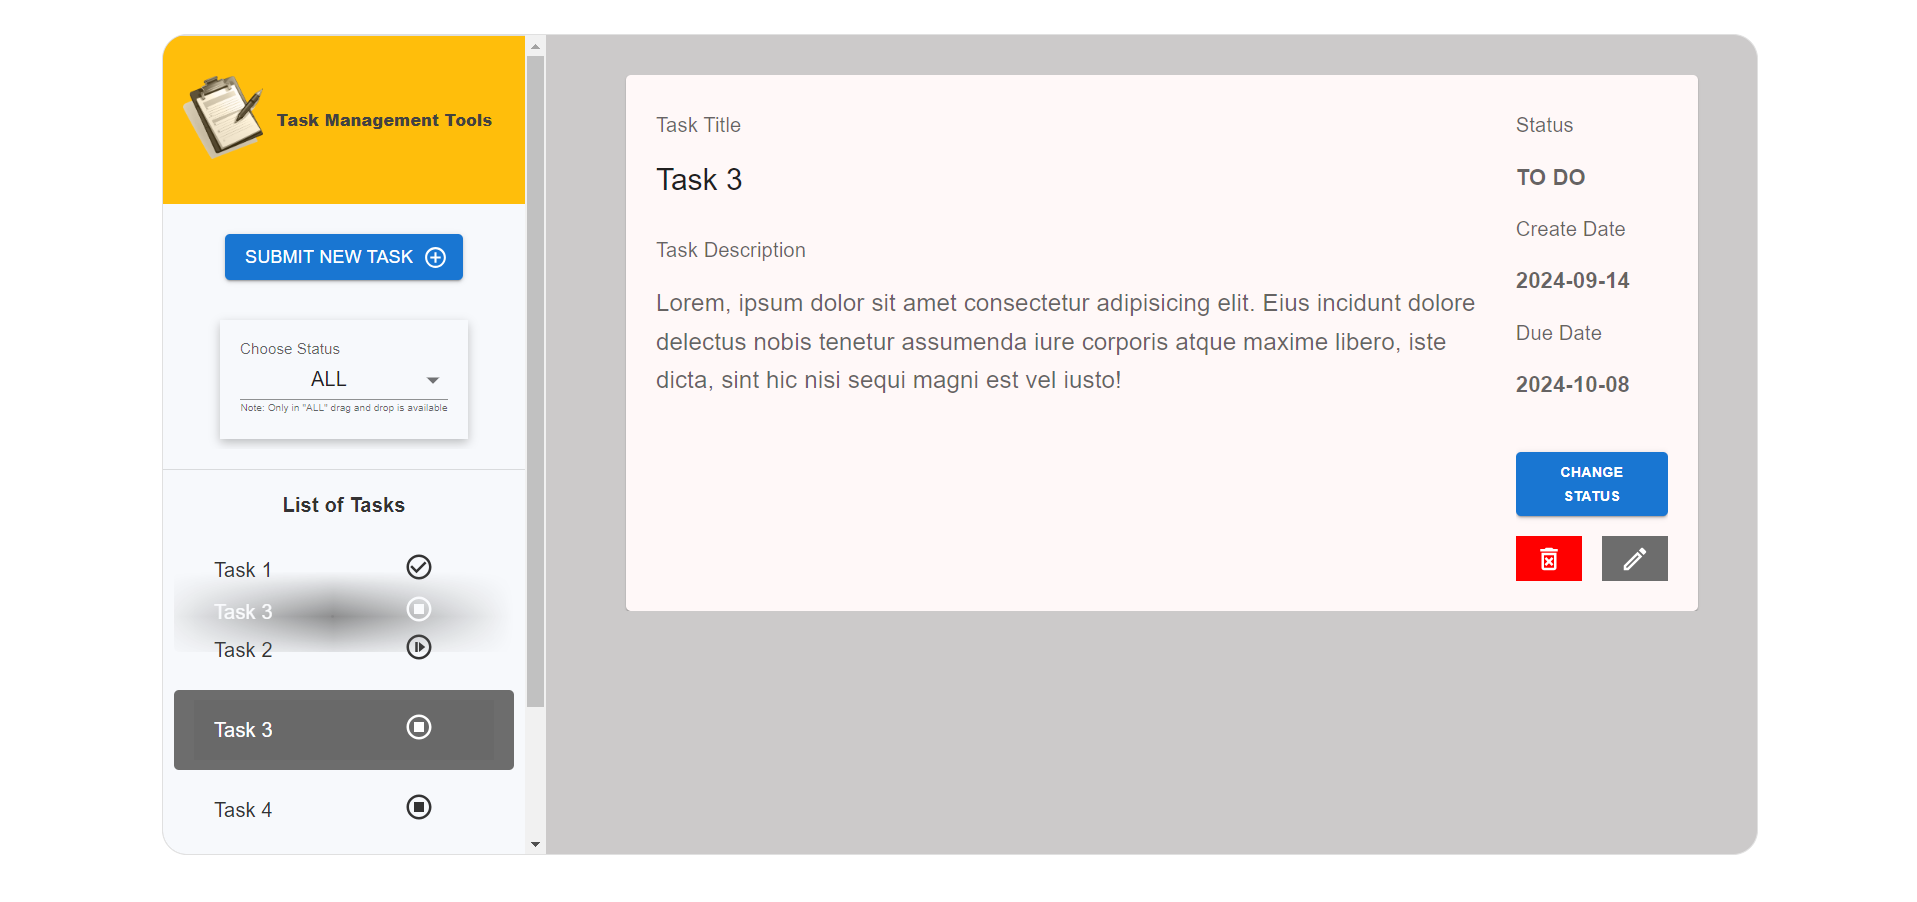 Task Management Tools
SUBMIT NEW TASK
Choose Status
ALL
Note: Only in "ALL" drag and drop is available
List of Tasks
Task 1
Task 3
Task 2
Task 3
Task 4
Task Title
Task 3
Task Description
Lorem, ipsum dolor sit amet consectetur adipisicing elit. Eius incidunt dolore
delectus nobis tenetur assumenda iure corporis atque maxime libero, iste
dicta, sint hic nisi sequi magni est vel iusto!
Status
TO DO
Create Date
2024-09-14
Due Date
2024-10-08
CHANGE
STATUS